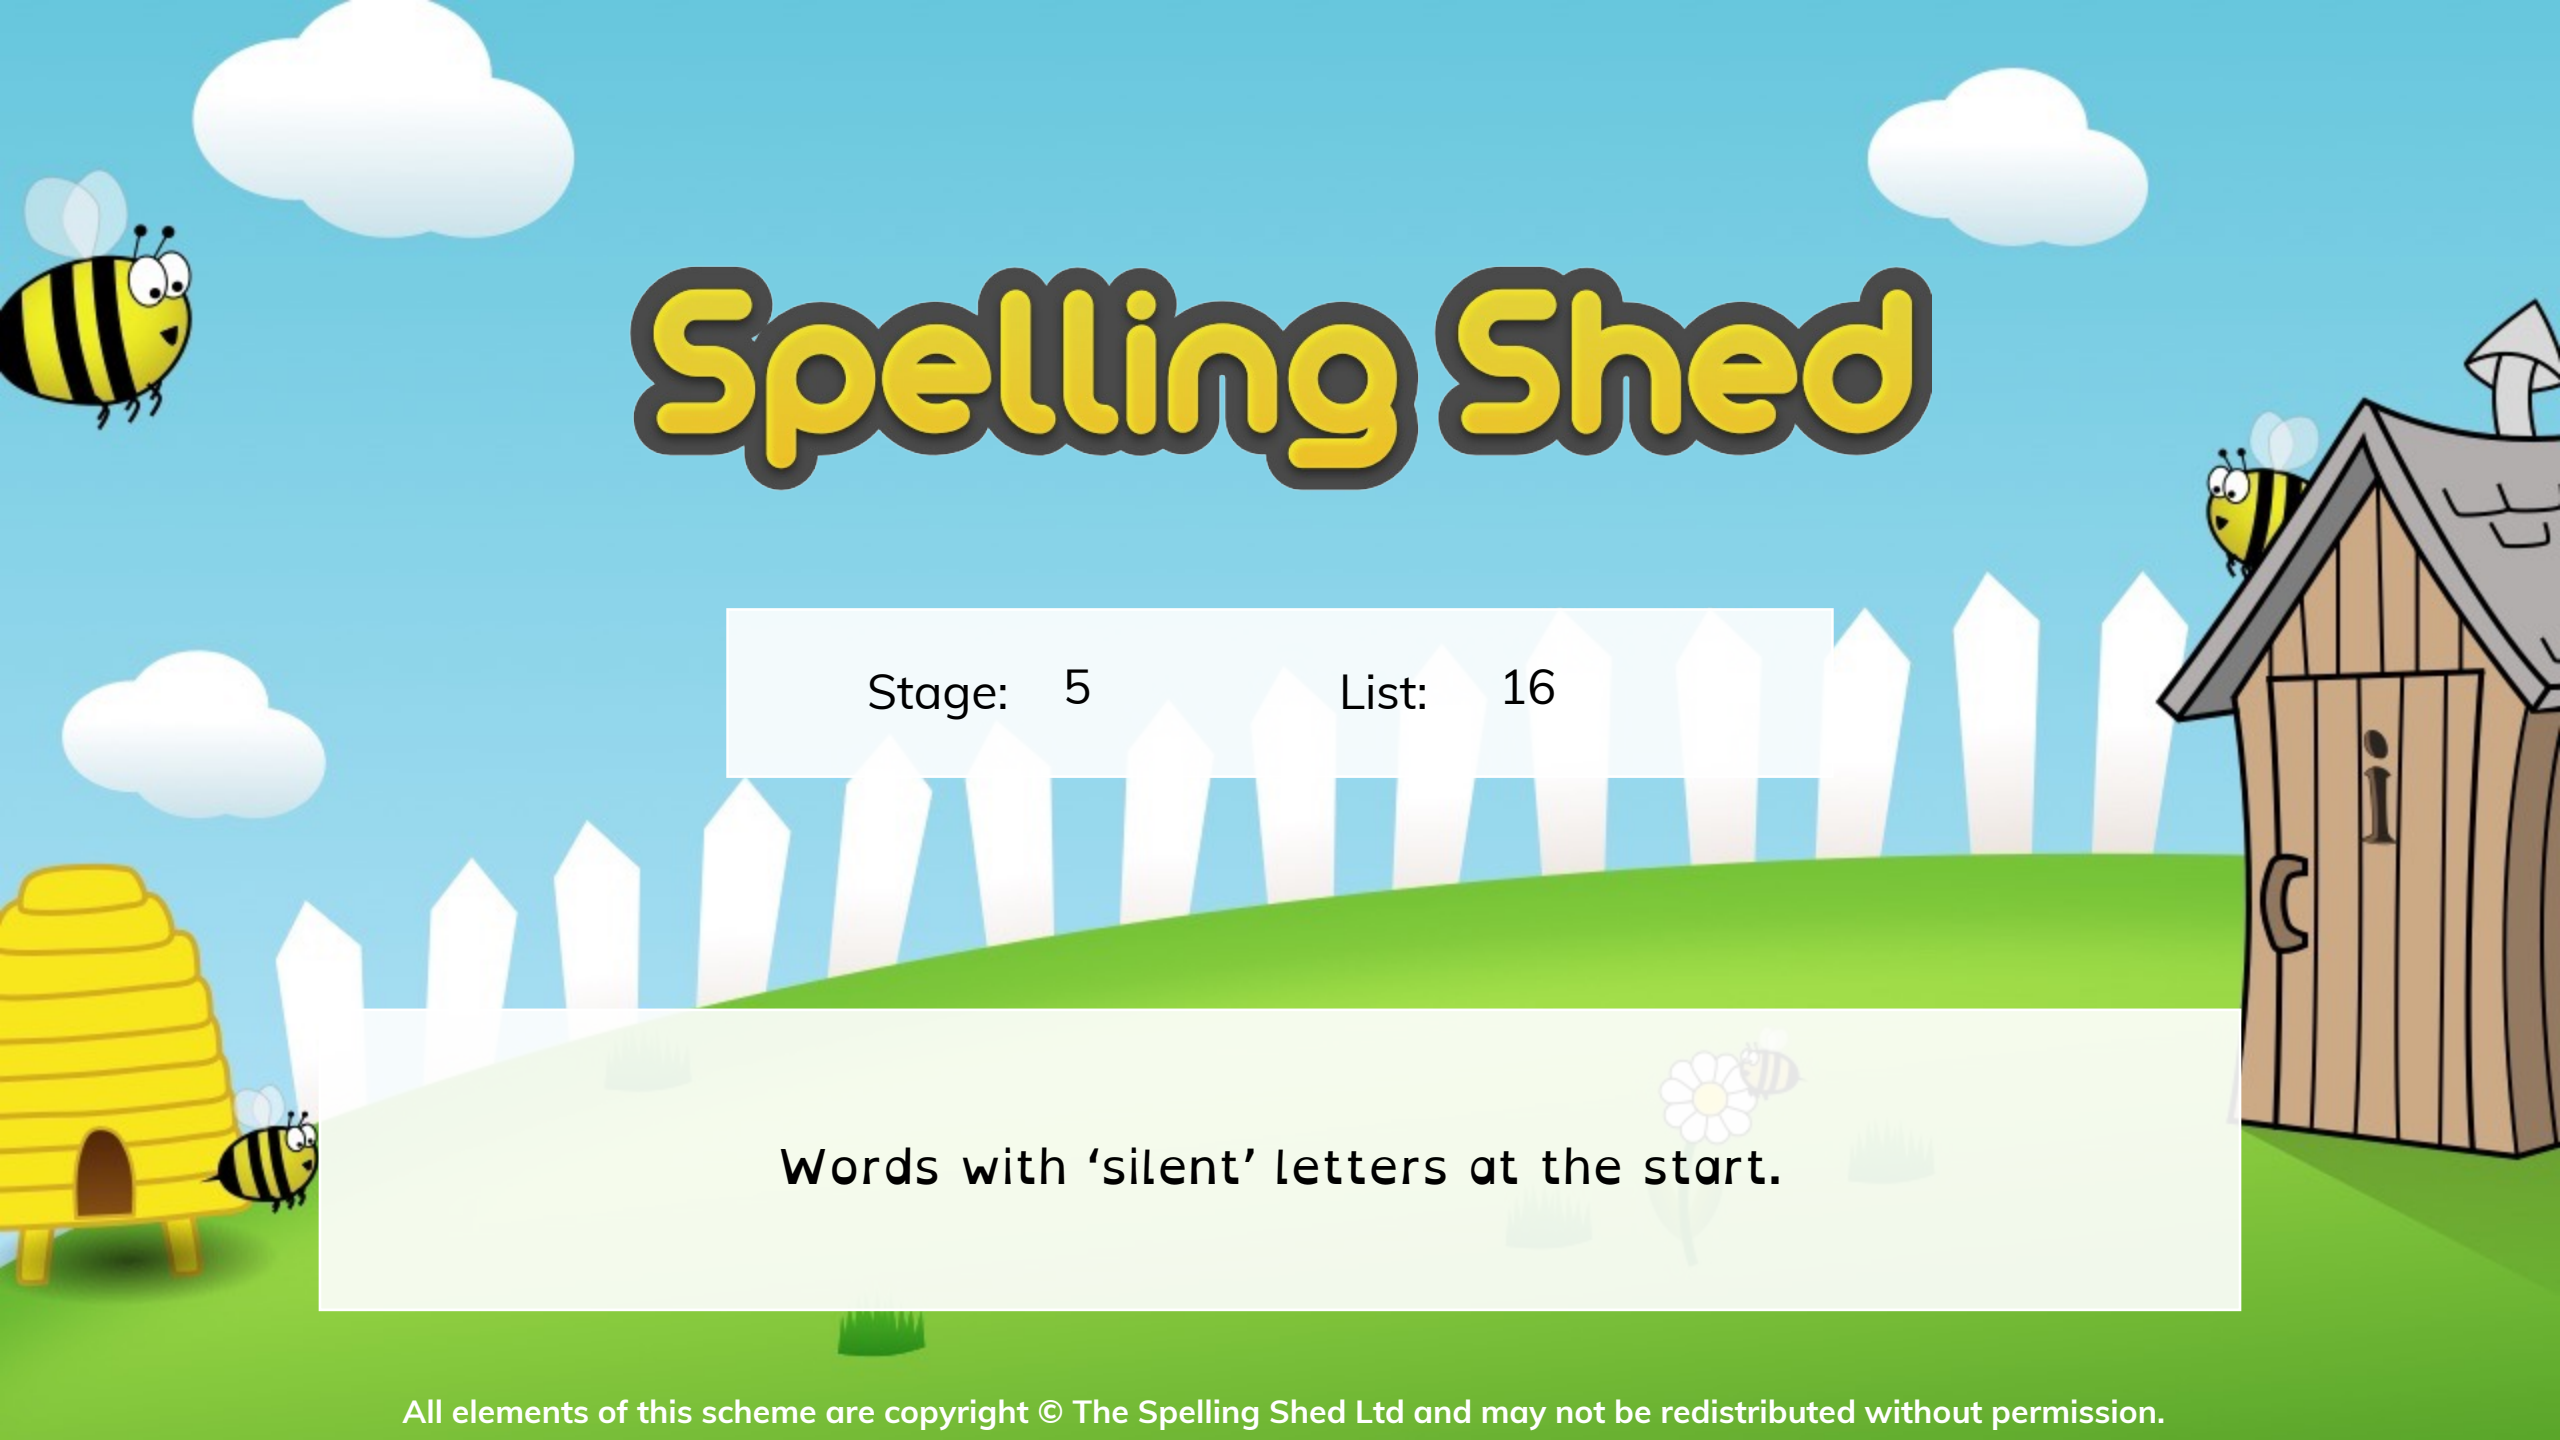 Spelling Shed
Stage: 5 List: 16
i
Words with ‘silent’ letters at the start.
All elements of this scheme are copyright © The Spelling Shed Ltd and may not be redistributed without permission.